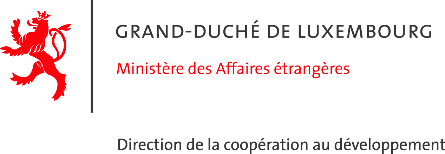 GRAND-DUCHÉ DE LUXEMBOURG
Ministère des Affaires étrangères
Direction de la coopération au développement